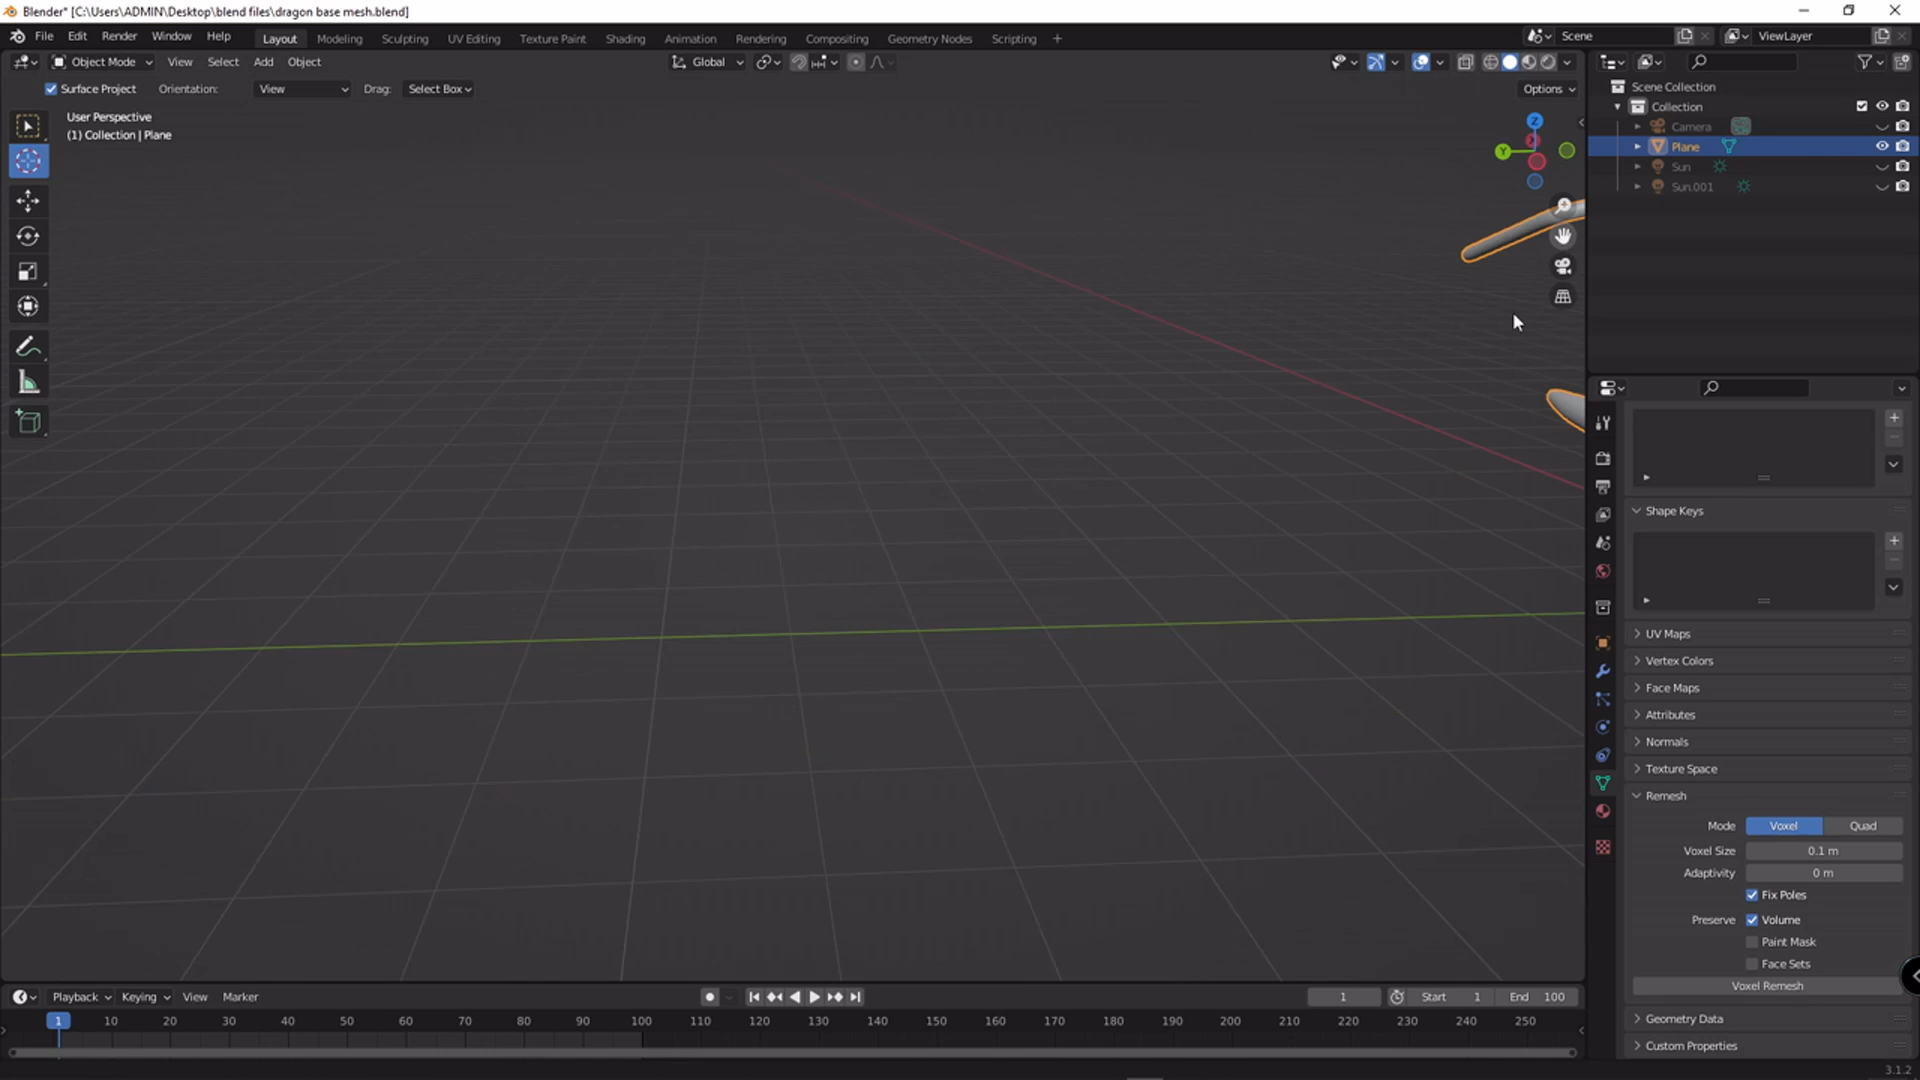 Blender* [C:\Users\ADMIN\Desktop\blend files\dragon base mesh.blend]
File Edit Render Window Help Layout Modeling Sculpting UV Editing Texture Paint Shading Animation Rendering Compositing Geometry Nodes Scripting + Scene ViewLayer
Object Mode View Select Add Object Global
Surface Project Orientation: View Drag: Select Box Options
User Perspective
(1) Collection | Plane
Z
Y
Scene Collection
Collection
Camera
Plane
Sun
Sun.001
Shape Keys
UV Maps
Vertex Colors
Face Maps
Attributes
Normals
Texture Space
Remesh
Mode Voxel Quad
Voxel Size 0.1 m
Adaptivity 0 m
Fix Poles
Preserve Volume
Paint Mask
Face Sets
Voxel Remesh
Geometry Data
Custom Properties
Playback Keying View Marker 1 Start 1 End 100
1 10 20 30 40 50 60 70 80 90 100 110 120 130 140 150 160 170 180 190 200 210 220 230 240 250
3.1.2